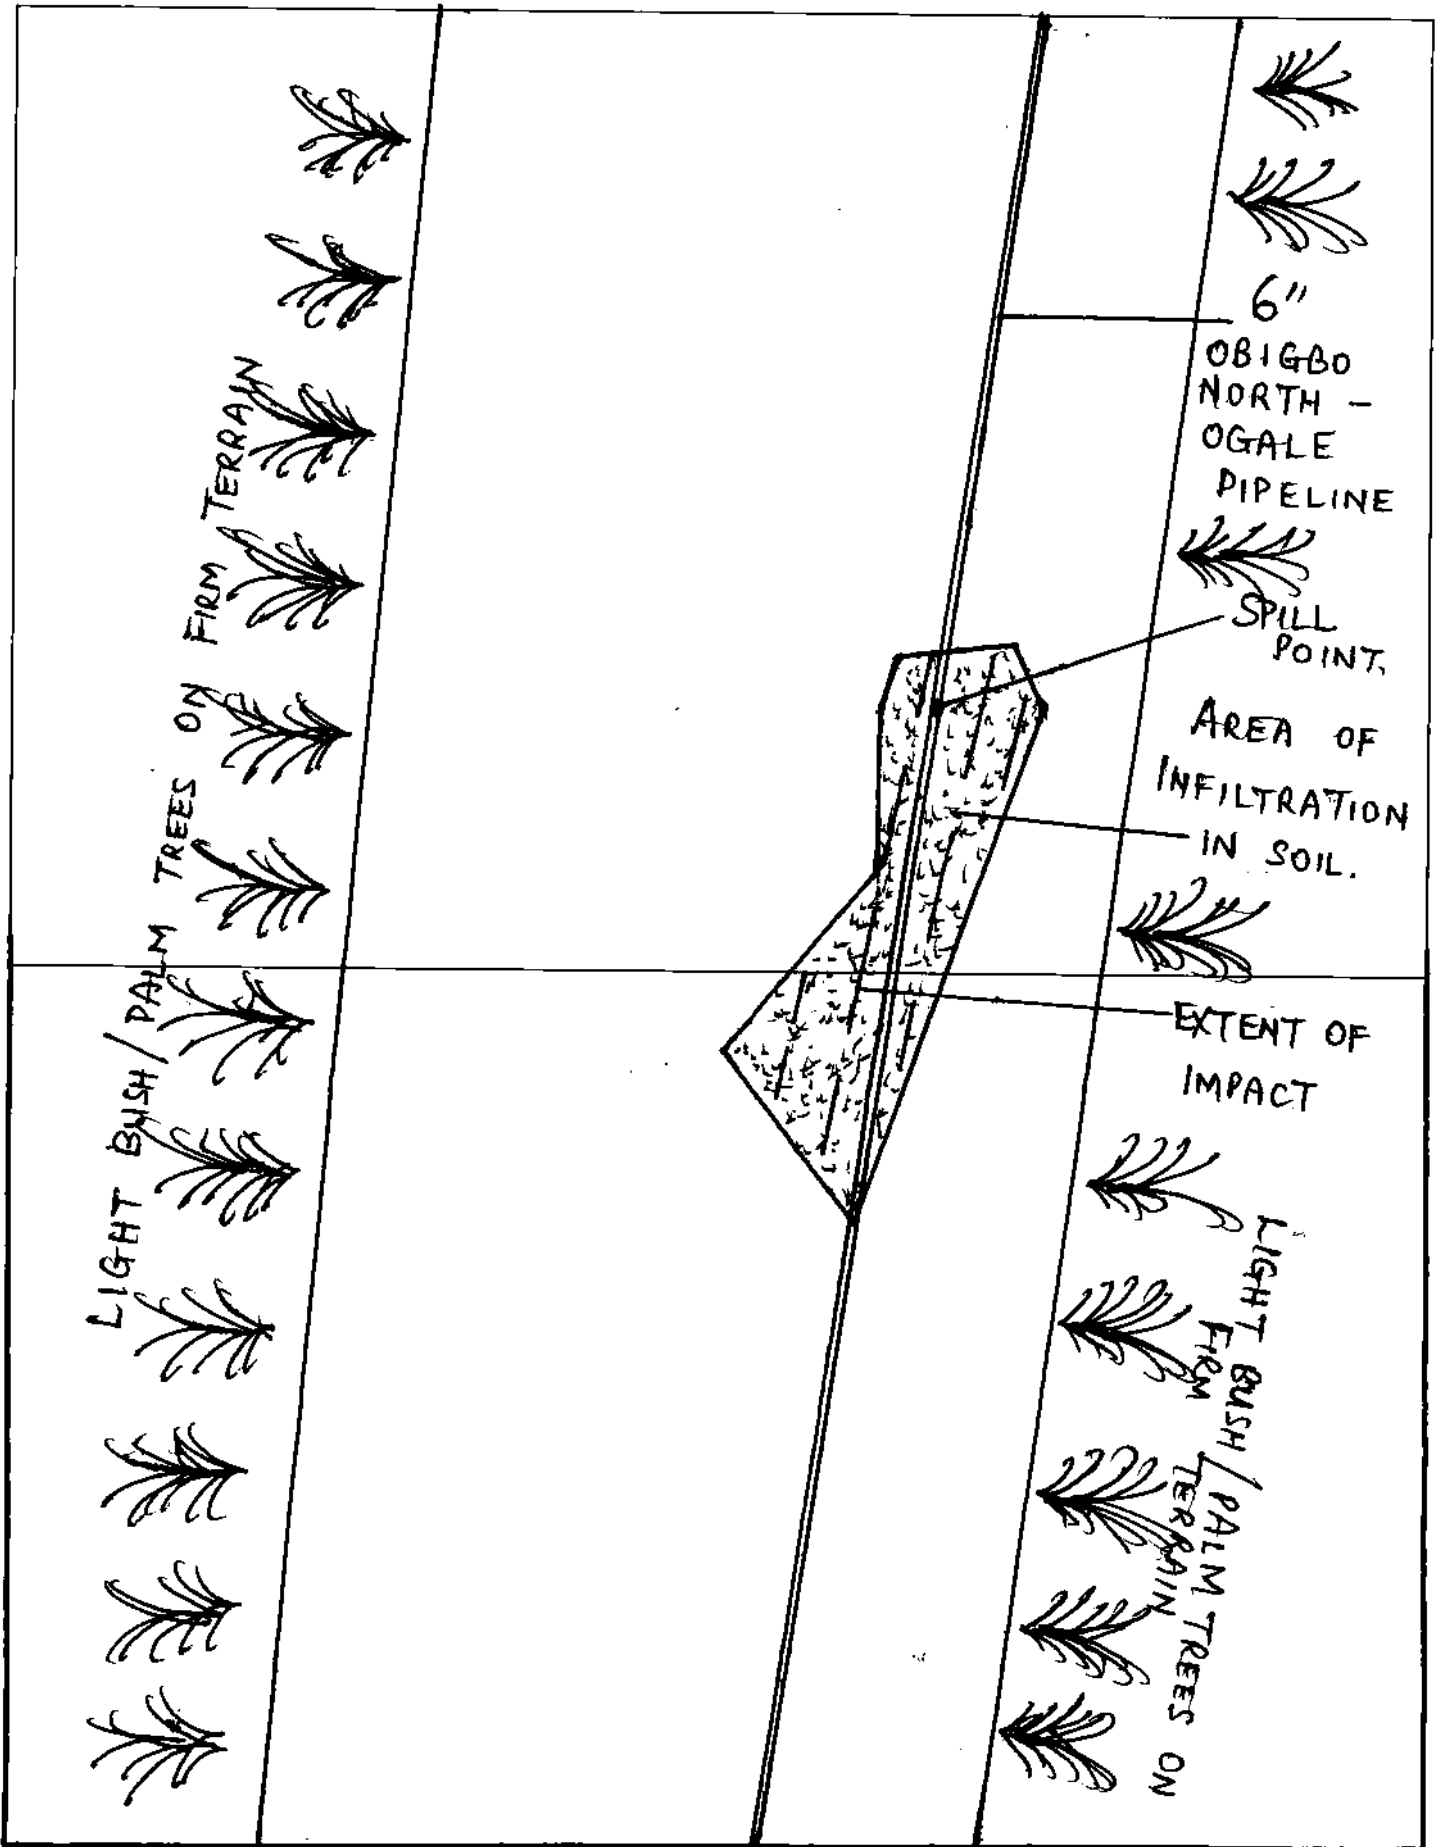 LIGHT BUSH/PALM TREES ON FIRM TERRAIN
6"
OBIGBO
NORTH -
OGALE
PIPELINE
SPILL
POINT.
AREA OF
INFILTRATION
IN SOIL.
EXTENT OF
IMPACT
LIGHT BUSH/PALM TREES ON
FIRM TERRAIN